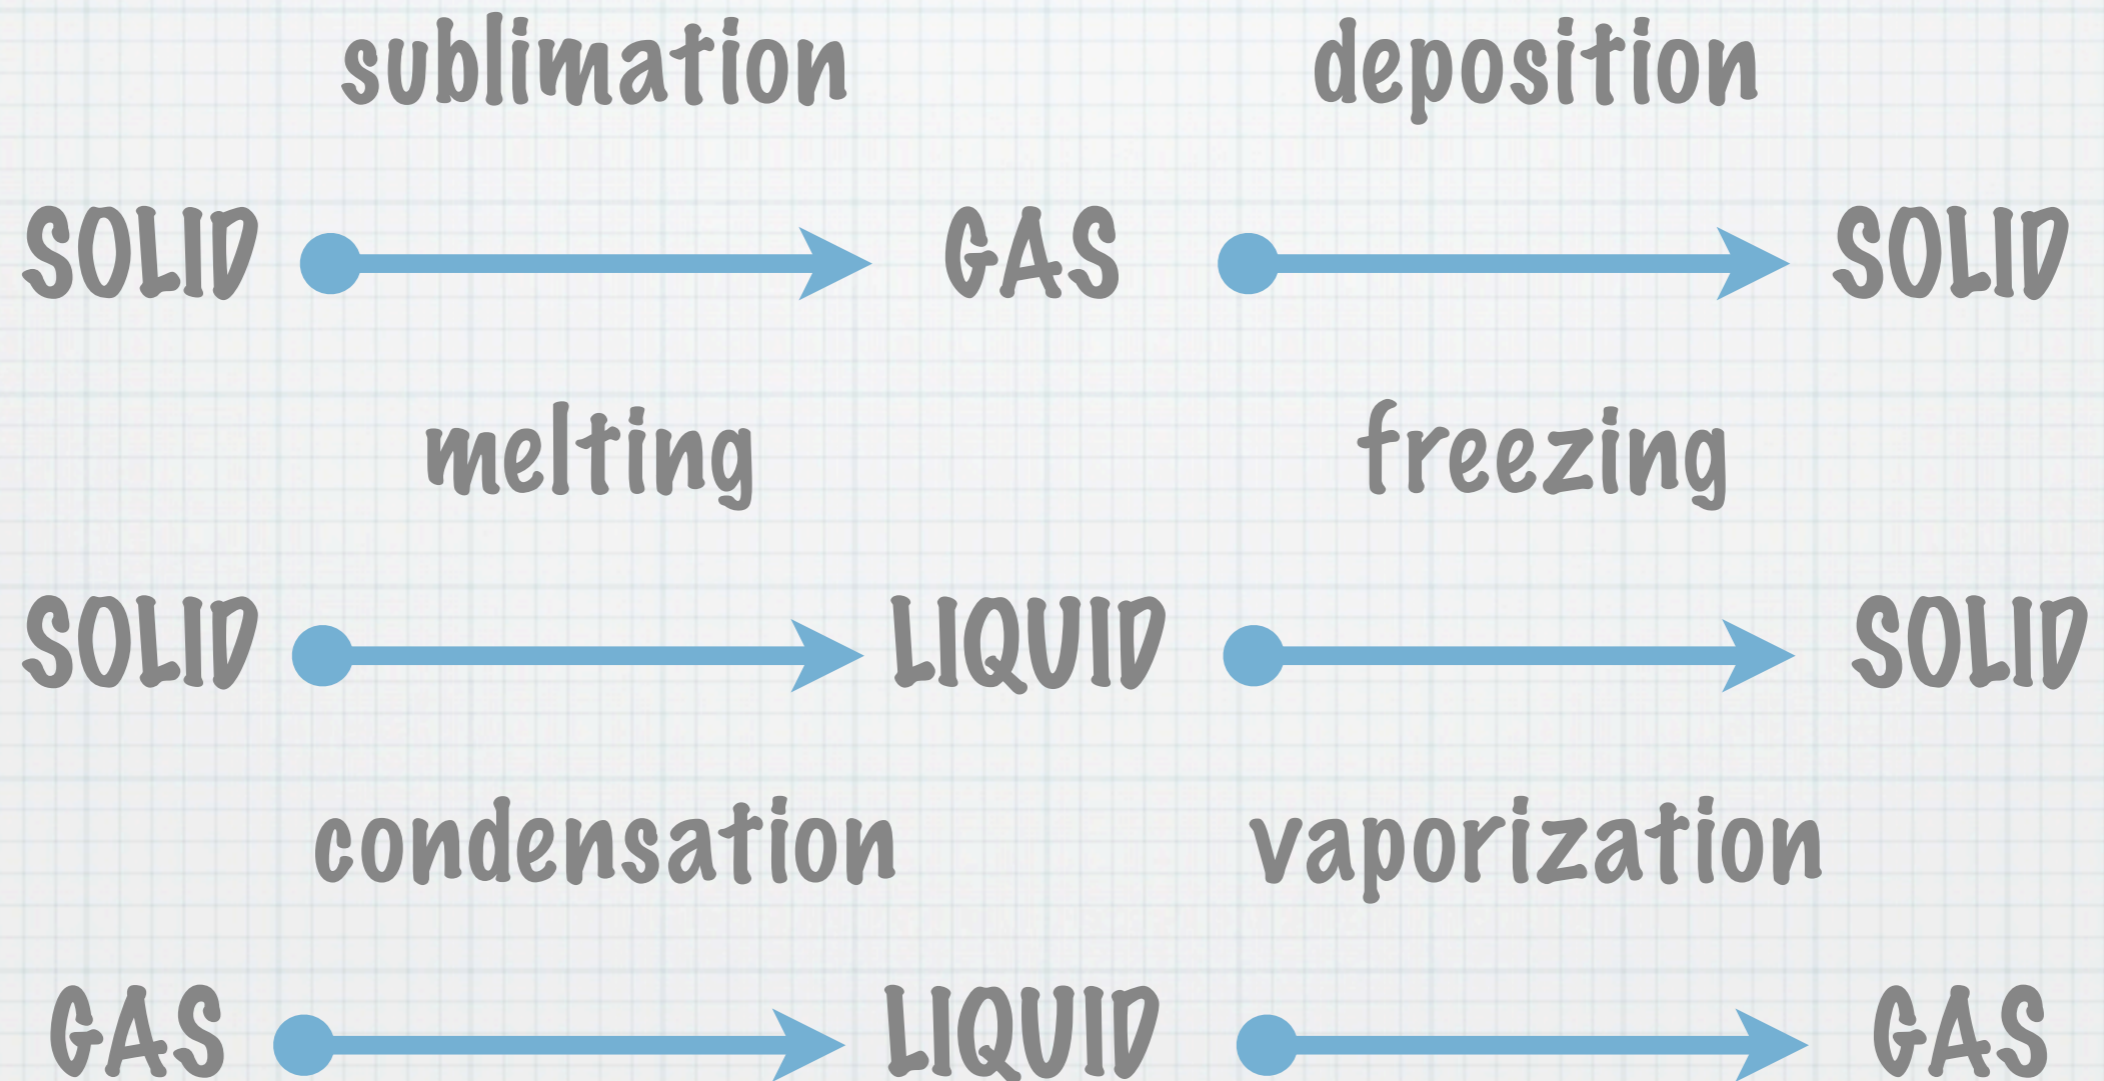 sublimation deposition
SOLID GAS SOLID
melting freezing
SOLID LIQUID SOLID
condensation vaporization
GAS LIQUID GAS